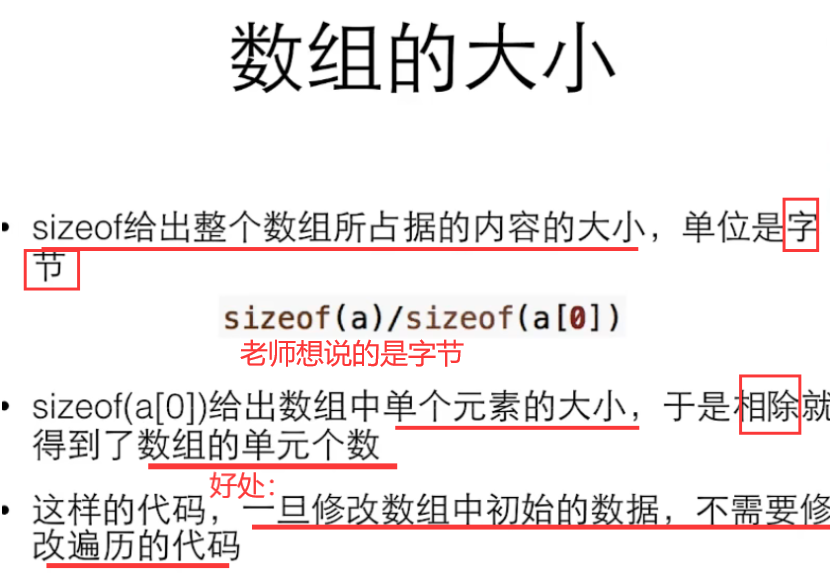 数组的大小
• sizeof给出整个数组所占据的内容的大小，单位是字
节
sizeof(a)/sizeof(a[0])
老师想说的是字节
• sizeof(a[0])给出数组中单个元素的大小，于是相除就
得到了数组的单元个数
好处：
• 这样的代码，一旦修改数组中初始的数据，不需要修
改遍历的代码